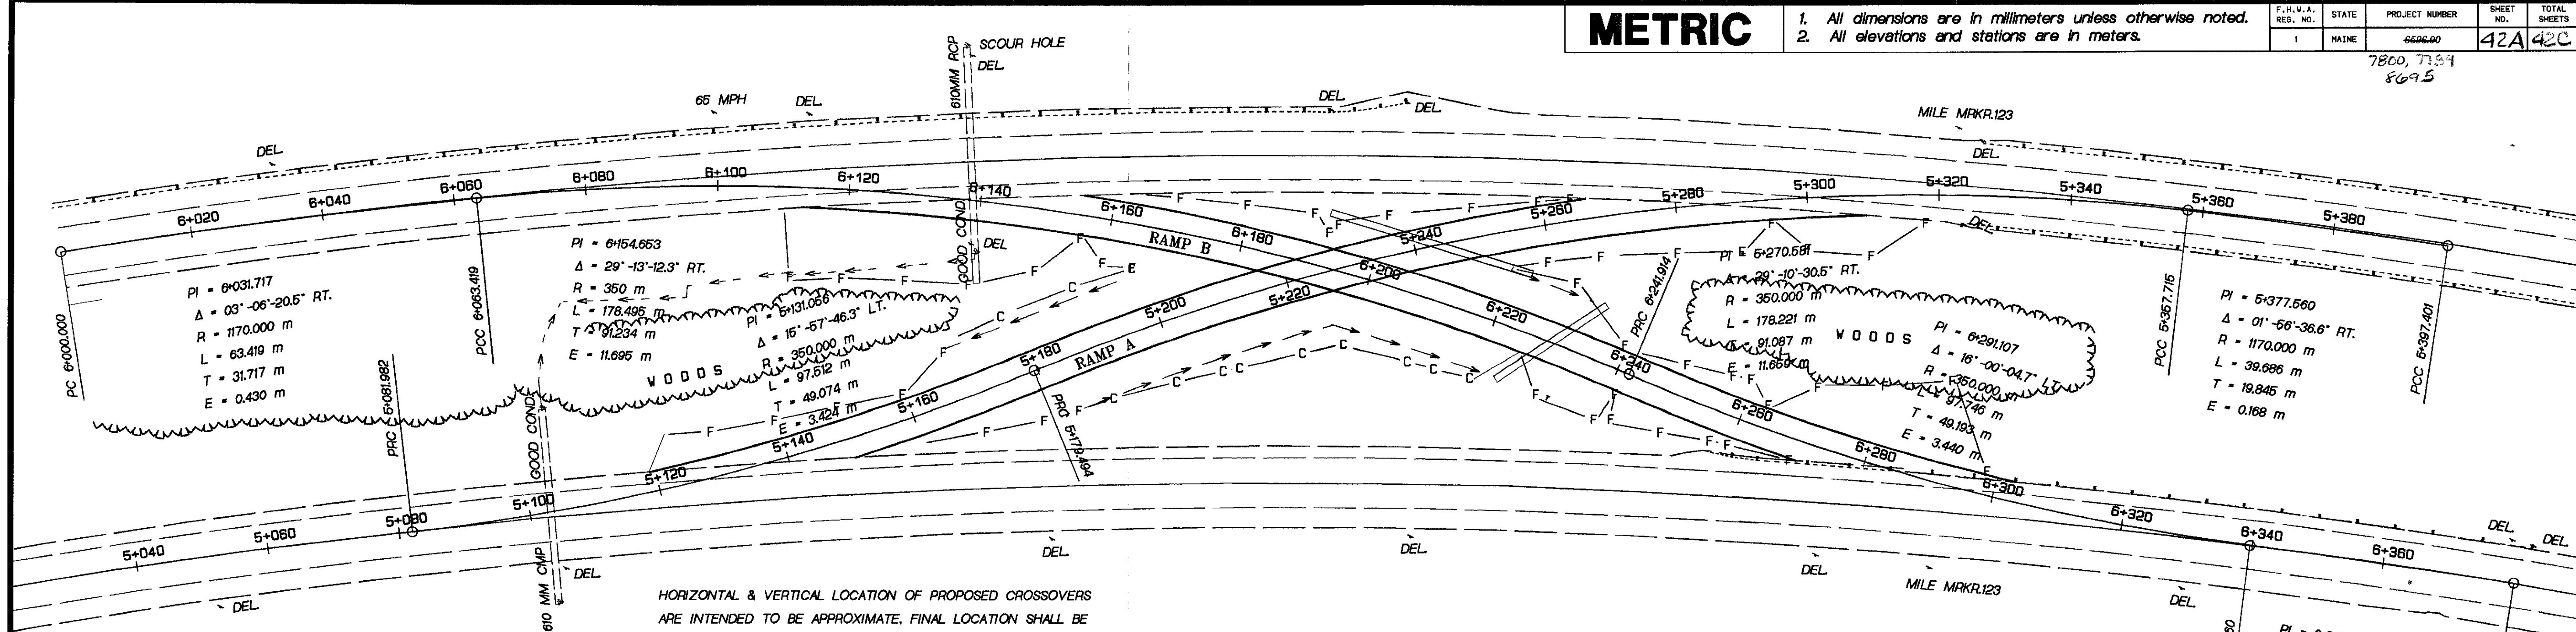 METRIC
1. All dimensions are in millimeters unless otherwise noted.
2. All elevations and stations are in meters.
F.H.W.A. REG. NO.
STATE
PROJECT NUMBER
SHEET NO.
TOTAL SHEETS
1
MAINE
6596.90
42A
42C
7800, 7789
8695
SCOUR HOLE
610MM RCP
DEL.
65 MPH
DEL.
DEL.
DEL.
DEL.
MILE MRKR.123
DEL.
6+020
6+040
6+060
6+080
6+100
6+120
6+140
6+160
6+180
6+200
6+220
6+240
6+260
6+280
6+300
6+320
6+340
6+360
5+040
5+060
5+080
5+100
5+120
5+140
5+160
5+180
5+200
5+220
5+240
5+260
5+280
5+300
5+320
5+340
5+360
5+380
RAMP B
RAMP A
GOOD COND.
DEL.
DEL.
PC 6+000.000
PCC 6+063.419
PI = 6+031.717
Δ = 03°-06'-20.5" RT.
R = 1170.000 m
L = 63.419 m
T = 31.717 m
E = 0.430 m
PI = 6+154.653
Δ = 29°-13'-12.3" RT.
R = 350 m
L = 178.495 m
T = 91.234 m
E = 11.695 m
PI = 5+131.056
Δ = 15°-57'-46.3" LT.
R = 350.000 m
L = 97.512 m
T = 49.074 m
E = 3.424 m
WOODS
PRC 5+081.982
PRC 5+179.494
GOOD COND.
610 MM CMP
PRC 6+241.914
PI = 5+270.581
Δ = 29°-10'-30.5" RT.
R = 350.000 m
L = 178.221 m
T = 91.087 m
E = 11.659 m
WOODS
PI = 6+291.107
Δ = 16°-00'-04.7" LT.
R = 350.000 m
L = 97.746 m
T = 49.193 m
E = 3.440 m
PCC 5+357.715
PCC 5+397.401
PI = 5+377.560
Δ = 01°-56'-36.6" RT.
R = 1170.000 m
L = 39.686 m
T = 19.845 m
E = 0.168 m
DEL.
DEL.
DEL.
DEL.
DEL.
MILE MRKR.123
DEL.
DEL.
DEL.
HORIZONTAL & VERTICAL LOCATION OF PROPOSED CROSSOVERS
ARE INTENDED TO BE APPROXIMATE, FINAL LOCATION SHALL BE